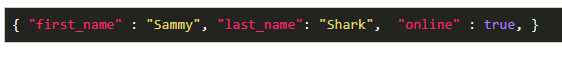 { "first_name" : "Sammy", "last_name": "Shark",  "online" : true, }